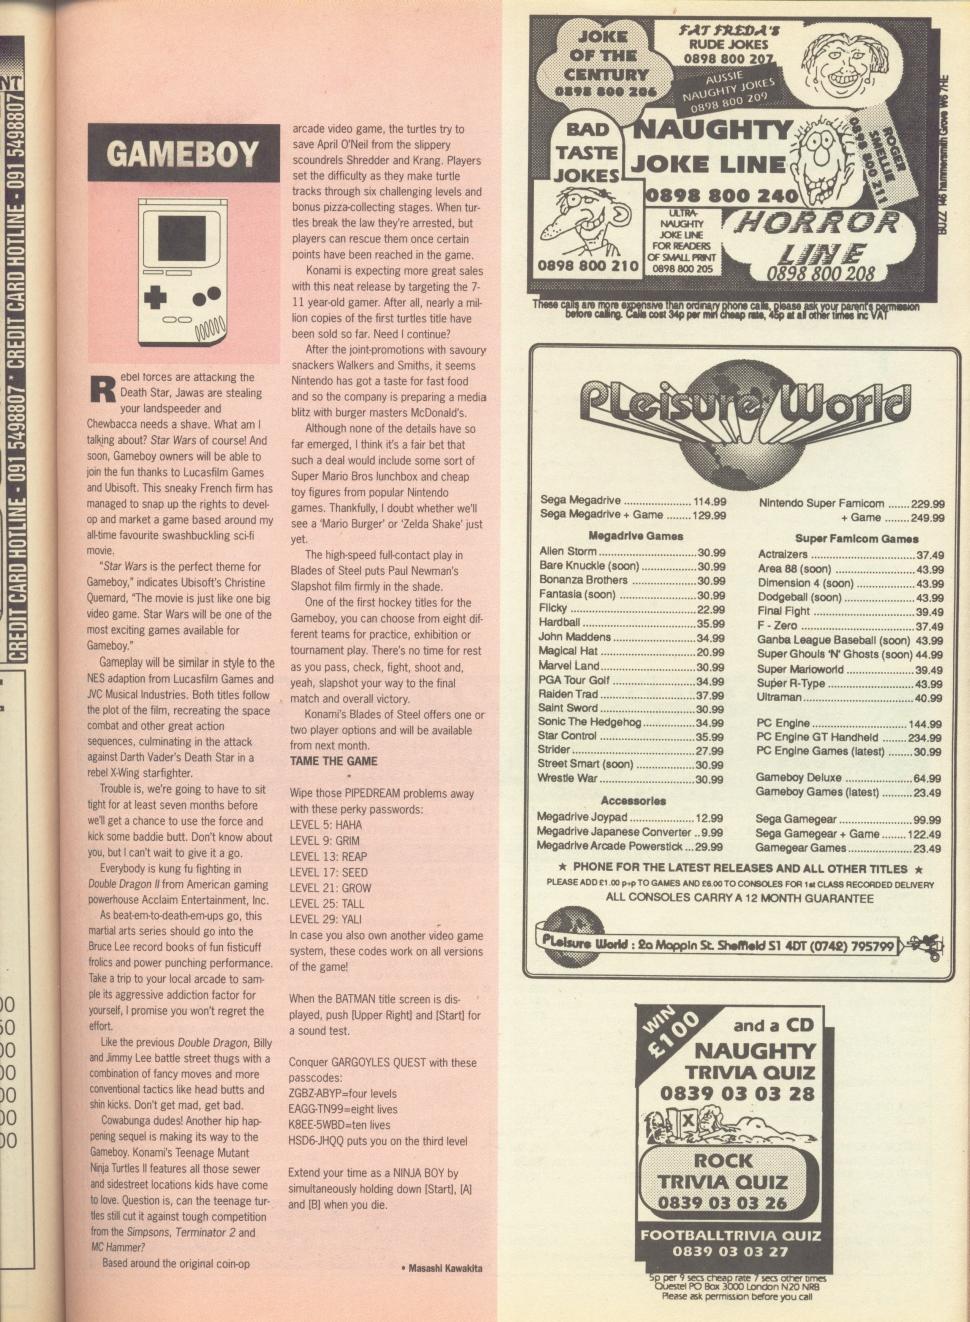 NT
CREDIT CARD HOTLINE - 091 5498807 * CREDIT CARD HOTLINE - 091 5498807
00
50
00
00
00
00
00
GAMEBOY
Rebel forces are attacking the
Death Star, Jawas are stealing
your landspeeder and
Chewbacca needs a shave. What am I
talking about? Star Wars of course! And
soon, Gameboy owners will be able to
join the fun thanks to Lucasfilm Games
and Ubisoft. This sneaky French firm has
managed to snap up the rights to devel-
op and market a game based around my
all-time favourite swashbuckling sci-fi
movie.
"Star Wars is the perfect theme for
Gameboy," indicates Ubisoft's Christine
Quemard, "The movie is just like one big
video game. Star Wars will be one of the
most exciting games available for
Gameboy."
Gameplay will be similar in style to the
NES adaption from Lucasfilm Games and
JVC Musical Industries. Both titles follow
the plot of the film, recreating the space
combat and other great action
sequences, culminating in the attack
against Darth Vader's Death Star in a
rebel X-Wing starfighter.
Trouble is, we're going to have to sit
tight for at least seven months before
we'll get a chance to use the force and
kick some baddie butt. Don't know about
you, but I can't wait to give it a go.
Everybody is kung fu fighting in
Double Dragon II from American gaming
powerhouse Acclaim Entertainment, Inc.
As beat-em-to-death-em-ups go, this
martial arts series should go into the
Bruce Lee record books of fun fisticuff
frolics and power punching performance.
Take a trip to your local arcade to sam-
ple its aggressive addiction factor for
yourself, I promise you won't regret the
effort.
Like the previous Double Dragon, Billy
and Jimmy Lee battle street thugs with a
combination of fancy moves and more
conventional tactics like head butts and
shin kicks. Don't get mad, get bad.
Cowabunga dudes! Another hip hap-
pening sequel is making its way to the
Gameboy. Konami's Teenage Mutant
Ninja Turtles II features all those sewer
and sidestreet locations kids have come
to love. Question is, can the teenage tur-
tles still cut it against tough competition
from the Simpsons, Terminator 2 and
MC Hammer?
Based around the original coin-op
arcade video game, the turtles try to
save April O'Neil from the slippery
scoundrels Shredder and Krang. Players
set the difficulty as they make turtle
tracks through six challenging levels and
bonus pizza-collecting stages. When tur-
tles break the law they're arrested, but
players can rescue them once certain
points have been reached in the game.
Konami is expecting more great sales
with this neat release by targeting the 7-
11 year-old gamer. After all, nearly a mil-
lion copies of the first turtles title have
been sold so far. Need I continue?
After the joint-promotions with savoury
snackers Walkers and Smiths, it seems
Nintendo has got a taste for fast food
and so the company is preparing a media
blitz with burger masters McDonald's.
Although none of the details have so
far emerged, I think it's a fair bet that
such a deal would include some sort of
Super Mario Bros lunchbox and cheap
toy figures from popular Nintendo
games. Thankfully, I doubt whether we'll
see a 'Mario Burger' or 'Zelda Shake' just
yet.
The high-speed full-contact play in
Blades of Steel puts Paul Newman's
Slapshot film firmly in the shade.
One of the first hockey titles for the
Gameboy, you can choose from eight dif-
ferent teams for practice, exhibition or
tournament play. There's no time for rest
as you pass, check, fight, shoot and,
yeah, slapshot your way to the final
match and overall victory.
Konami's Blades of Steel offers one or
two player options and will be available
from next month.
TAME THE GAME
Wipe those PIPEDREAM problems away
with these perky passwords:
LEVEL 5: HAHA
LEVEL 9: GRIM
LEVEL 13: REAP
LEVEL 17: SEED
LEVEL 21: GROW
LEVEL 25: TALL
LEVEL 29: YALI
In case you also own another video game
system, these codes work on all versions
of the game!
When the BATMAN title screen is dis-
played, push [Upper Right] and [Start] for
a sound test.
Conquer GARGOYLES QUEST with these
passcodes:
ZGBZ-ABYP=four levels
EAGG-TN99=eight lives
K8EE-5WBD=ten lives
HSD6-JHQQ puts you on the third level
Extend your time as a NINJA BOY by
simultaneously holding down [Start], [A]
and [B] when you die.
• Masashi Kawakita
JOKE
OF THE
CENTURY
0898 800 206
FAT FREDA'S
RUDE JOKES
0898 800 207
AUSSIE
NAUGHTY JOKES
0898 800 209
BAD
TASTE
JOKES
0898 800 210
NAUGHTY
JOKE LINE
0898 800 240
ROGER
SMELLIE
0898 800 211
ULTRA-
NAUGHTY
JOKE LINE
FOR READERS
OF SMALL PRINT
0898 800 205
HORROR
LINE
0898 800 208
BUZZ 146 hammersmith Grove W6 7HE
These calls are more expensive than ordinary phone calls, please ask your parent's permission
before calling. Calls cost 34p per min cheap rate, 45p at all other times inc VAT
Pleisure World
Sega Megadrive 114.99
Sega Megadrive + Game 129.99
Megadrive Games
Alien Storm 30.99
Bare Knuckle (soon) 30.99
Bonanza Brothers 30.99
Fantasia (soon) 30.99
Flicky 22.99
Hardball 35.99
John Maddens 34.99
Magical Hat 20.99
Marvel Land 30.99
PGA Tour Golf 34.99
Raiden Trad 37.99
Saint Sword 30.99
Sonic The Hedgehog 34.99
Star Control 35.99
Strider 27.99
Street Smart (soon) 30.99
Wrestle War 30.99
Accessories
Megadrive Joypad 12.99
Megadrive Japanese Converter 9.99
Megadrive Arcade Powerstick 29.99
Nintendo Super Famicom 229.99
+ Game 249.99
Super Famicom Games
Actraizers 37.49
Area 88 (soon) 43.99
Dimension 4 (soon) 43.99
Dodgeball (soon) 43.99
Final Fight 39.49
F - Zero 37.49
Ganba League Baseball (soon) 43.99
Super Ghouls 'N' Ghosts (soon) 44.99
Super Marioworld 39.49
Super R-Type 43.99
Ultraman 40.99
PC Engine 144.99
PC Engine GT Handheld 234.99
PC Engine Games (latest) 30.99
Gameboy Deluxe 64.99
Gameboy Games (latest) 23.49
Sega Gamegear 99.99
Sega Gamegear + Game 122.49
Gamegear Games 23.49
★ PHONE FOR THE LATEST RELEASES AND ALL OTHER TITLES ★
PLEASE ADD £1.00 p+p TO GAMES AND £6.00 TO CONSOLES FOR 1st CLASS RECORDED DELIVERY
ALL CONSOLES CARRY A 12 MONTH GUARANTEE
Pleisure World : 2a Mappin St. Sheffield S1 4DT (0742) 795799
WIN
£100
and a CD
NAUGHTY
TRIVIA QUIZ
0839 03 03 28
X
ROCK
TRIVIA QUIZ
0839 03 03 26
FOOTBALLTRIVIA QUIZ
0839 03 03 27
5p per 9 secs cheap rate 7 secs other times
Questel PO Box 3000 London N20 NRB
Please ask permission before you call